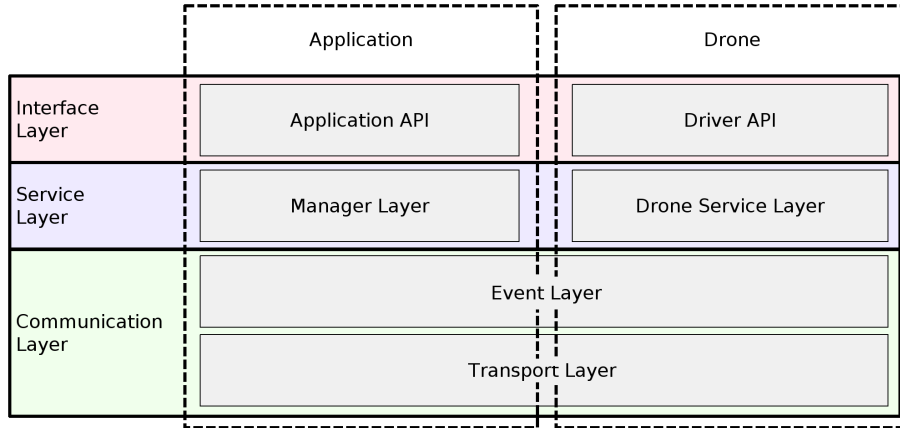 Application
Drone
Interface
Layer
Application API
Driver API
Service
Layer
Manager Layer
Drone Service Layer
Communication
Layer
Event Layer
Transport Layer